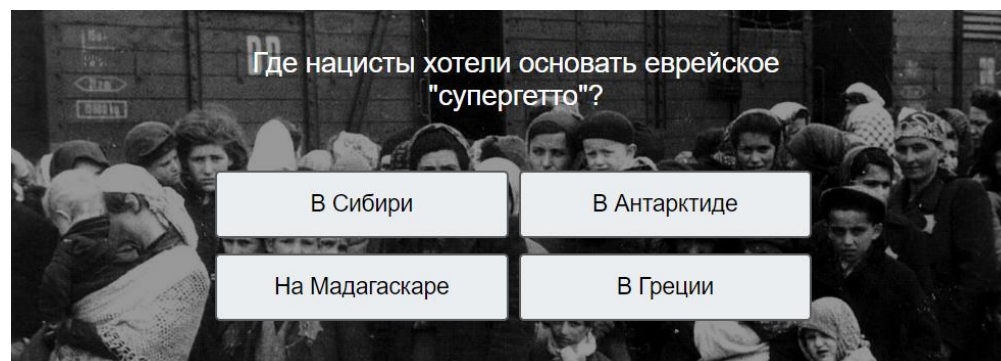 Где нацисты хотели основать еврейское
"супергетто"?
В Сибири
В Антарктиде
На Мадагаскаре
В Греции